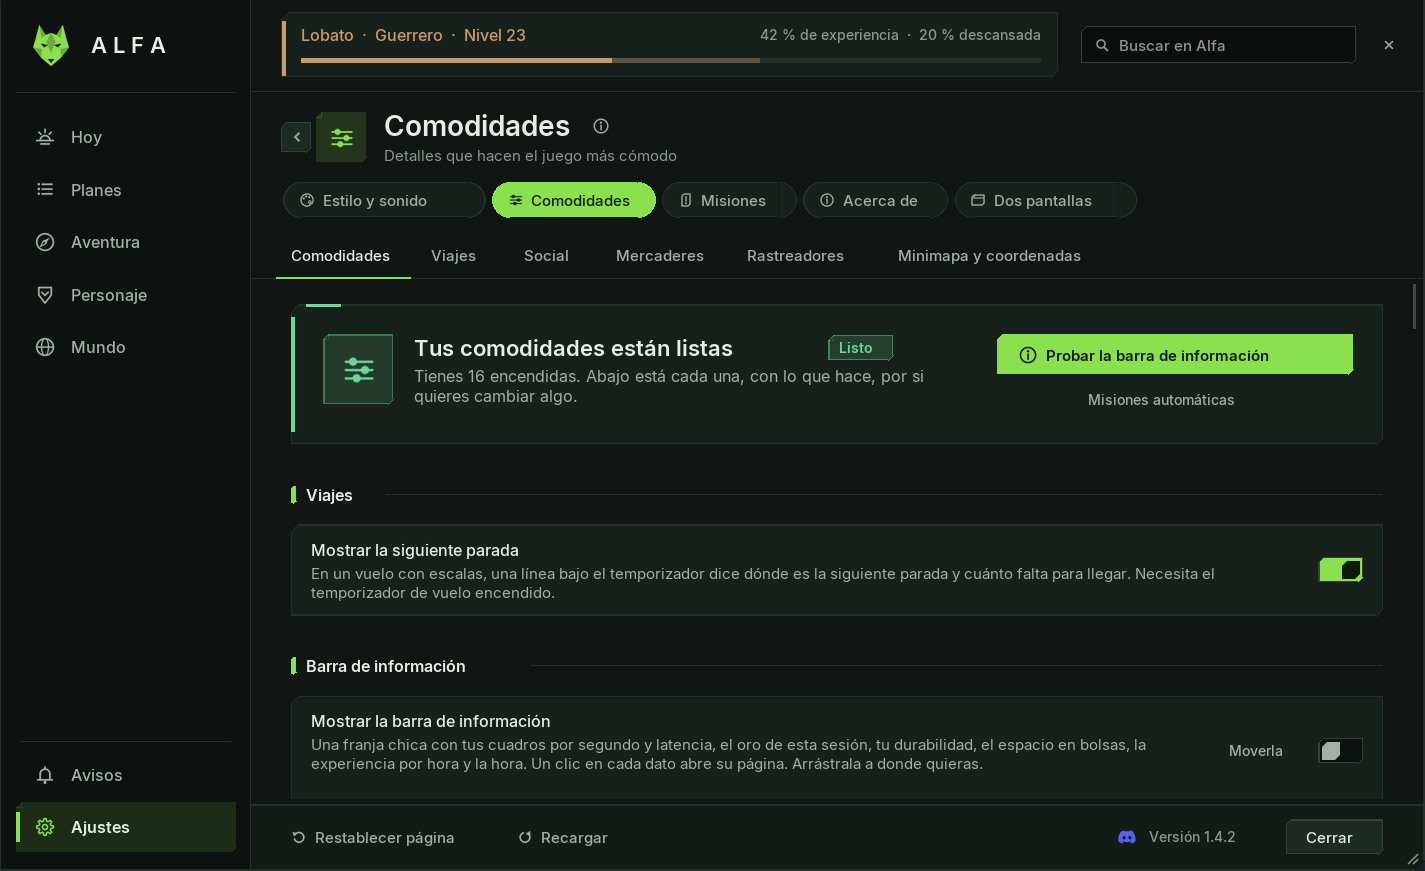 ALFA
Lobato · Guerrero · Nivel 23
42 % de experiencia · 20 % descansada
Buscar en Alfa
Hoy
Planes
Aventura
Personaje
Mundo
Avisos
Ajustes
Comodidades
Detalles que hacen el juego más cómodo
Estilo y sonido
Comodidades
Misiones
Acerca de
Dos pantallas
Comodidades
Viajes
Social
Mercaderes
Rastreadores
Minimapa y coordenadas
Tus comodidades están listas
Listo
Tienes 16 encendidas. Abajo está cada una, con lo que hace, por si
quieres cambiar algo.
Probar la barra de información
Misiones automáticas
Viajes
Mostrar la siguiente parada
En un vuelo con escalas, una línea bajo el temporizador dice dónde es la siguiente parada y cuánto falta para llegar. Necesita el
temporizador de vuelo encendido.
Barra de información
Mostrar la barra de información
Una franja chica con tus cuadros por segundo y latencia, el oro de esta sesión, tu durabilidad, el espacio en bolsas, la
experiencia por hora y la hora. Un clic en cada dato abre su página. Arrástrala a donde quieras.
Moverla
Restablecer página
Recargar
Versión 1.4.2
Cerrar